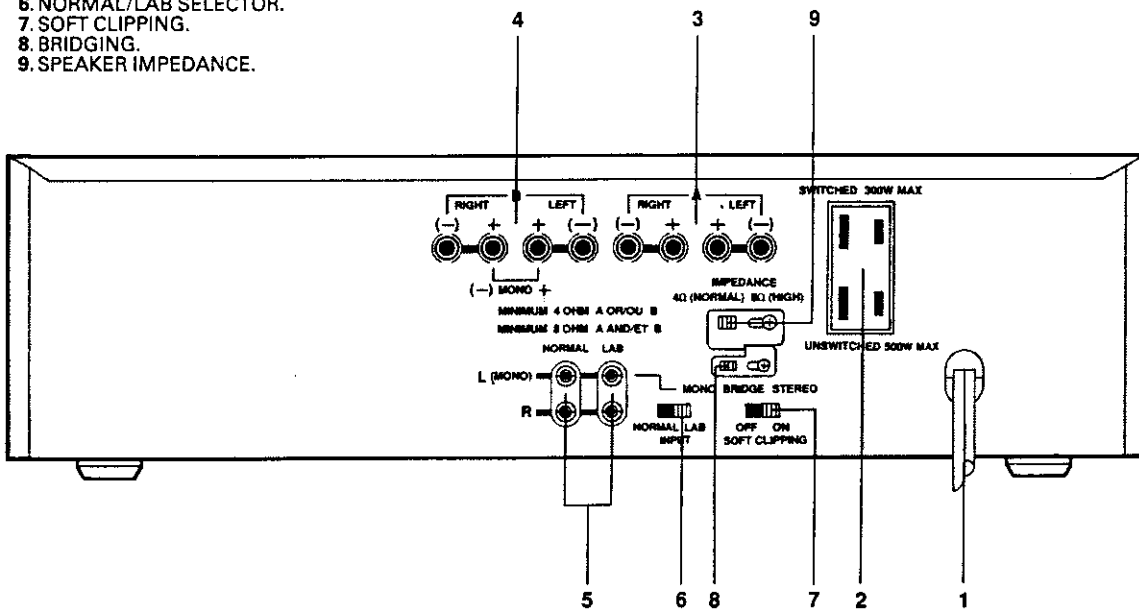 6. NORMAL/LAB SELECTOR.
7. SOFT CLIPPING.
8. BRIDGING.
9. SPEAKER IMPEDANCE.
4 3 9
B A
RIGHT LEFT RIGHT LEFT
(–) + + (–) (–) + + (–)
(–) MONO +
SWITCHED 300W MAX
IMPEDANCE
4Ω (NORMAL) 8Ω (HIGH)
MINIMUM 4 OHM A OR/OU B
MINIMUM 8 OHM A AND/ET B
UNSWITCHED 500W MAX
NORMAL LAB
L (MONO)
MONO BRIDGE STEREO
R
NORMAL LAB
INPUT
OFF ON
SOFT CLIPPING
5 6 8 7 2 1